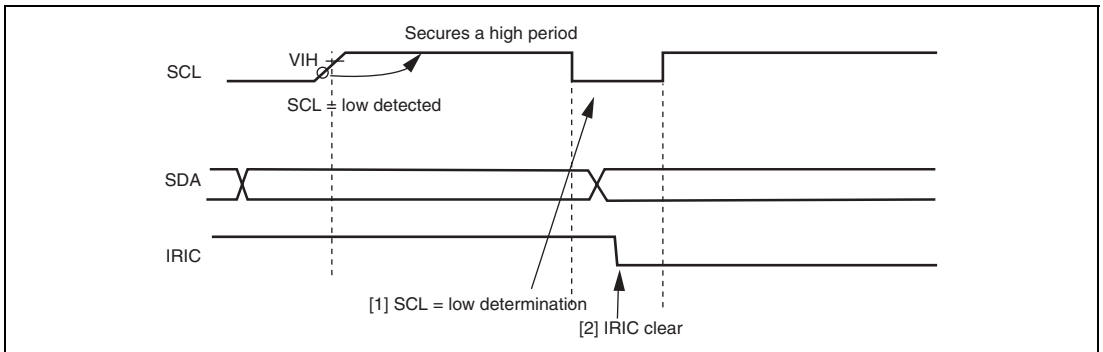 Secures a high period
VIH
SCL
SCL = low detected
SDA
IRIC
[1] SCL = low determination
[2] IRIC clear